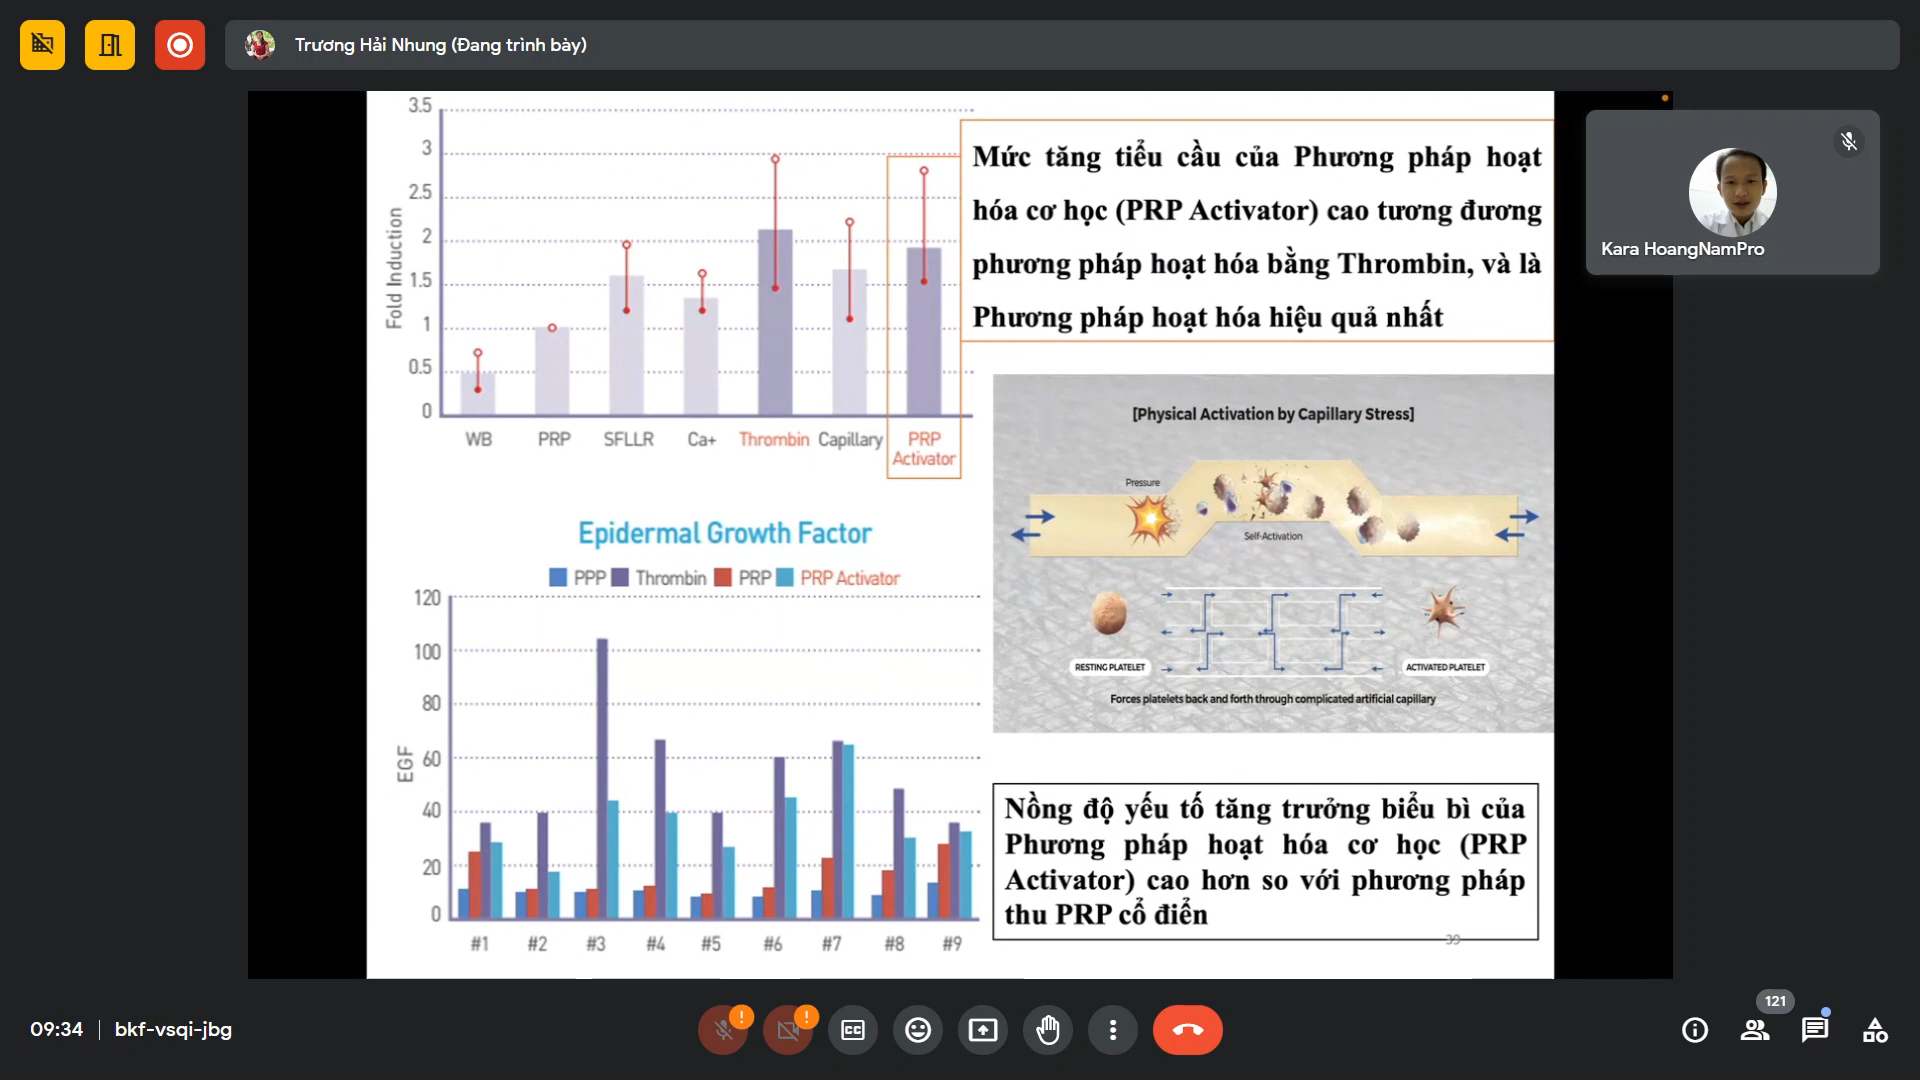 Trương Hải Nhung (Đang trình bày)
3.5
3
2.5
2
1.5
1
0.5
0
Fold Induction
WB PRP SFLLR Ca+ Thrombin Capillary PRP
Activator
Mức tăng tiểu cầu của Phương pháp hoạt
hóa cơ học (PRP Activator) cao tương đương
phương pháp hoạt hóa bằng Thrombin, và là
Phương pháp hoạt hóa hiệu quả nhất
Kara HoangNamPro
[Physical Activation by Capillary Stress]
Pressure
Self-Activation
RESTING PLATELET
ACTIVATED PLATELET
Forces platelets back and forth through complicated artificial capillary
Epidermal Growth Factor
PPP Thrombin PRP PRP Activator
120
100
80
60
40
20
0
EGF
#1 #2 #3 #4 #5 #6 #7 #8 #9
Nồng độ yếu tố tăng trưởng biểu bì của
Phương pháp hoạt hóa cơ học (PRP
Activator) cao hơn so với phương pháp
thu PRP cổ điển
39
09:34 | bkf-vsqi-jbg
!
!
CC
121